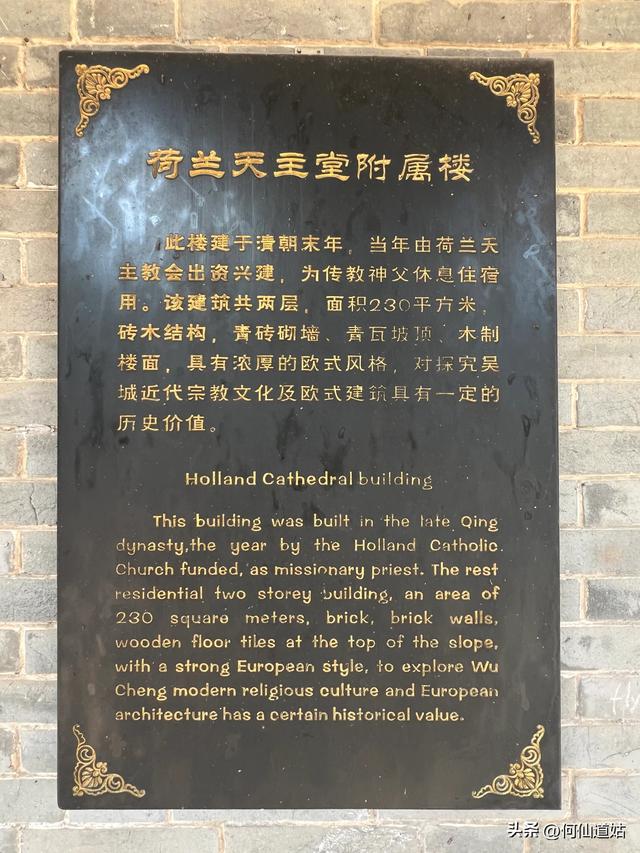 荷兰天主堂附属楼
此楼建于清朝末年，当年由荷兰天
主教会出资兴建，为传教神父休息住宿
用。该建筑共两层，面积230平方米，
砖木结构，青砖砌墙、青瓦坡顶、木制
楼面，具有浓厚的欧式风格，对探究吴
城近代宗教文化及欧式建筑具有一定的
历史价值。
Holland Cathedral building
This building was built in the late Qing
dynasty,the year by the Holland Catholic
Church funded, as missionary priest. The rest
residential two storey building, an area of
230 square meters, brick, brick walls,
wooden floor tiles at the top of the slope,
with a strong European style, to explore Wu
Cheng modern religious culture and European
architecture has a certain historical value.
头条 @何仙道姑